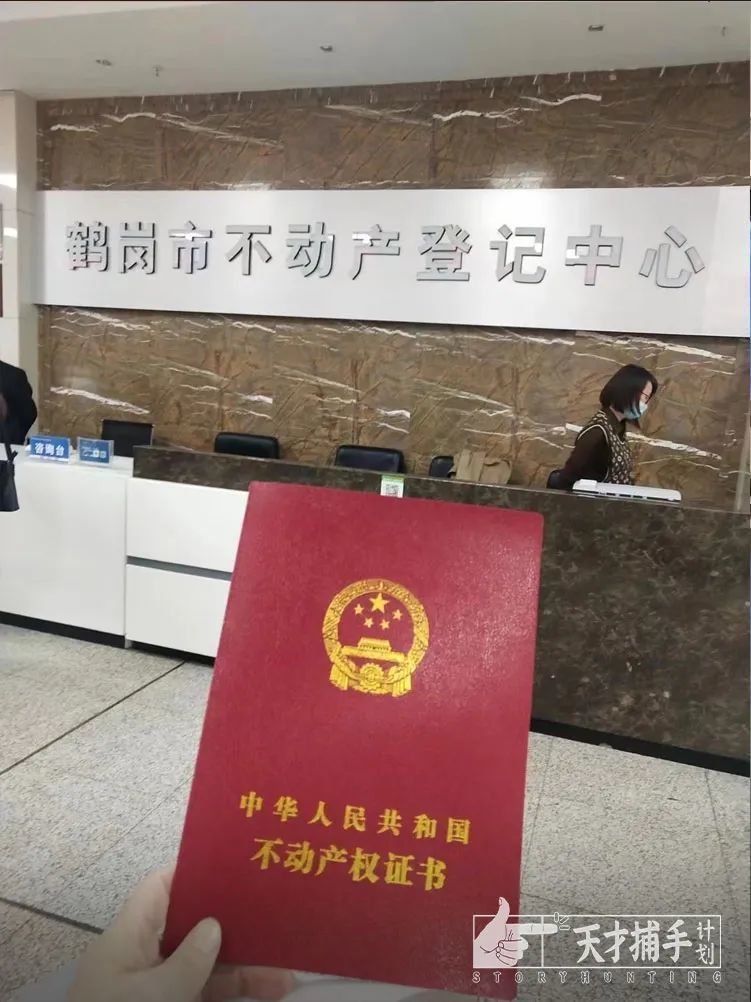 鹤岗市不动产登记中心
咨询台
中华人民共和国
不动产权证书
天才捕手计划
STORYHUNTING